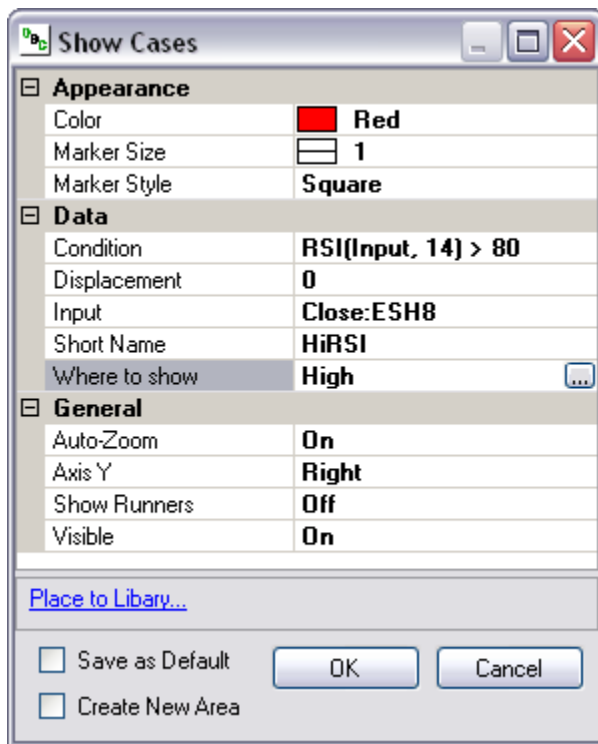 Show Cases
Appearance
Color Red
Marker Size 1
Marker Style Square
Data
Condition RSI(Input, 14) > 80
Displacement 0
Input Close:ESH8
Short Name HiRSI
Where to show High ...
General
Auto-Zoom On
Axis Y Right
Show Runners Off
Visible On
Place to Libary...
Save as Default OK Cancel
Create New Area